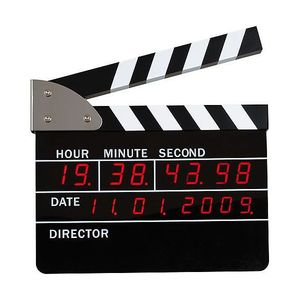 HOUR MINUTE SECOND
19. 38. 43.98
DATE 11.01.2009.
DIRECTOR